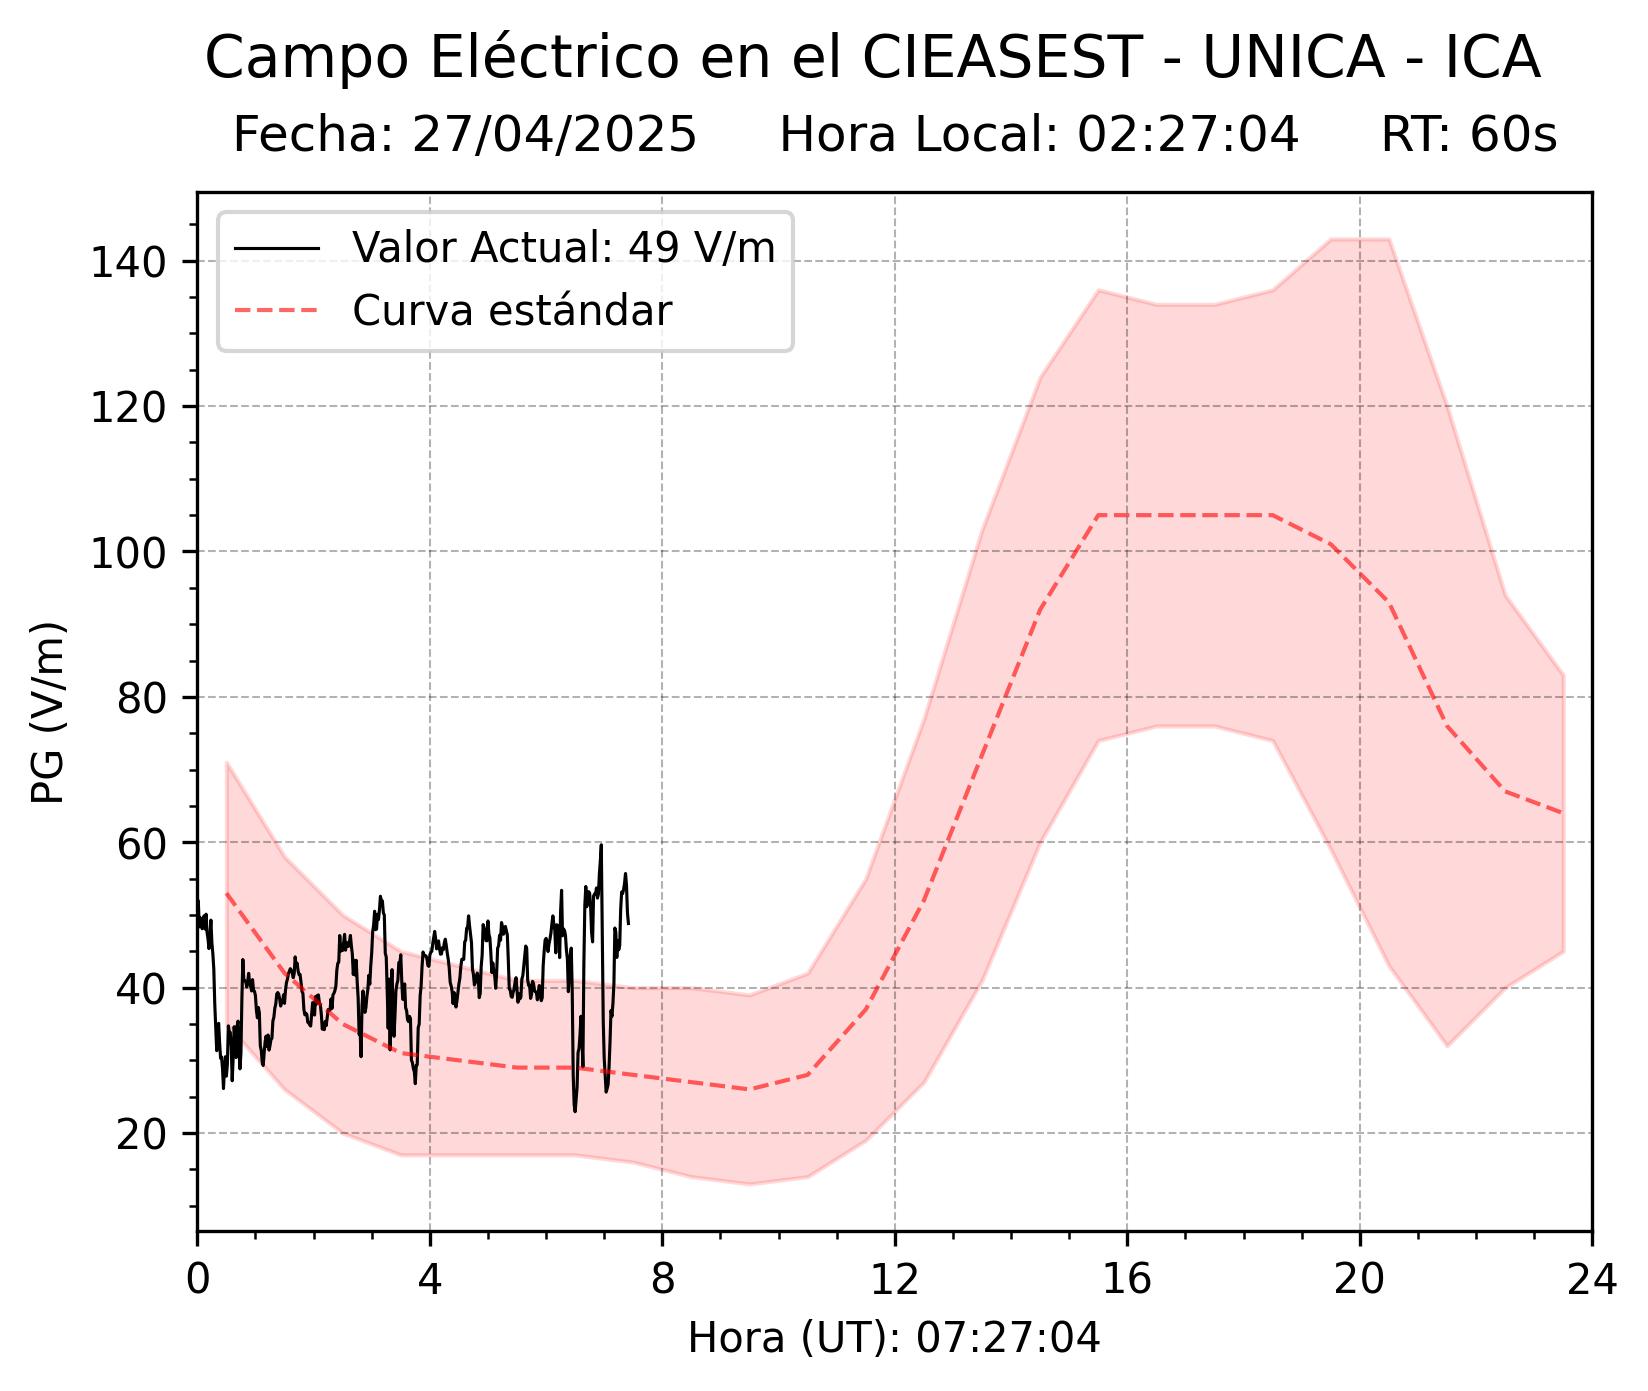 Campo Eléctrico en el CIEASEST - UNICA - ICA
Fecha: 27/04/2025 Hora Local: 02:27:04 RT: 60s
Valor Actual: 49 V/m
Curva estándar
PG (V/m)
140
120
100
80
60
40
20
0 4 8 12 16 20 24
Hora (UT): 07:27:04